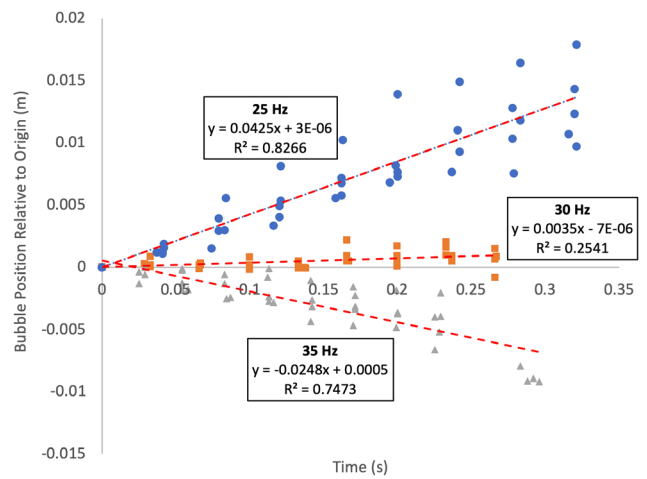 0.02
0.015
0.01
0.005
0
-0.005
-0.01
-0.015
Bubble Position Relative to Origin (m)
25 Hz
y = 0.0425x + 3E-06
R² = 0.8266
30 Hz
y = 0.0035x - 7E-06
R² = 0.2541
0 0.05 0.1 0.15 0.2 0.25 0.3 0.35
35 Hz
y = -0.0248x + 0.0005
R² = 0.7473
Time (s)